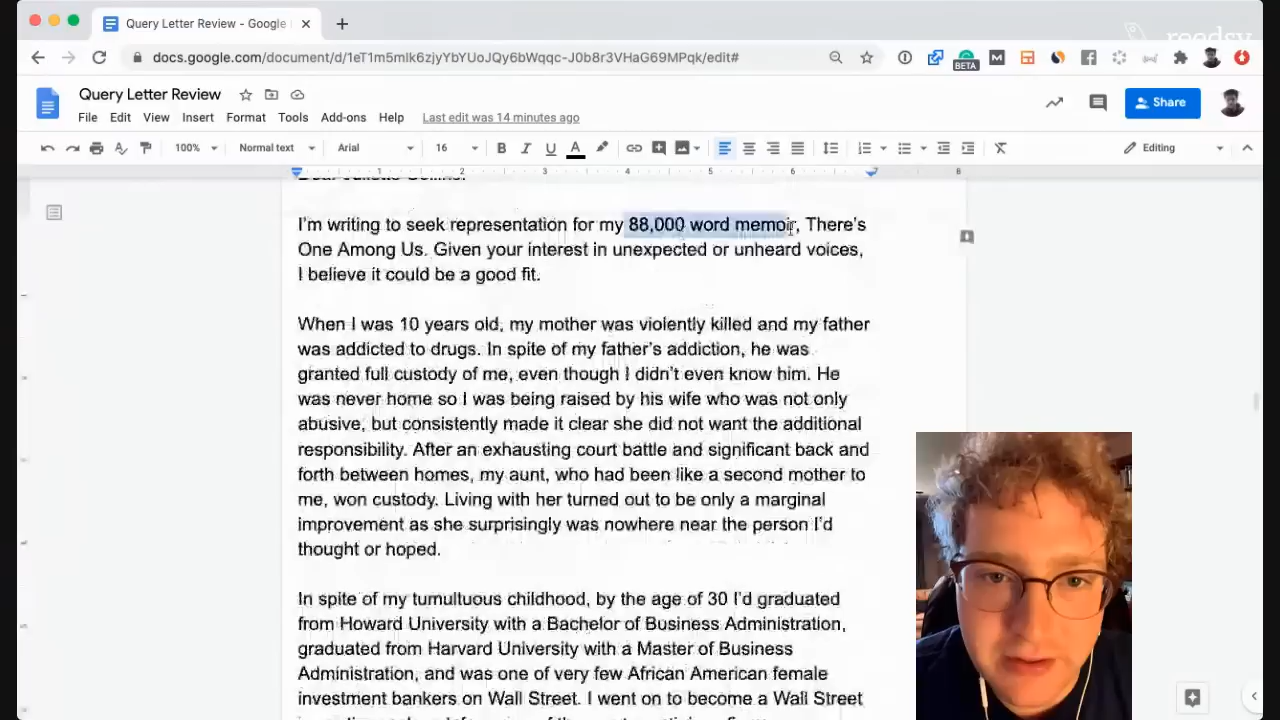 Query Letter Review - Google
reedsy
docs.google.com/document/d/1eT1m5mlk6zjyYbYUoJQy6bWqqc-J0b8r3VHaG69MPqk/edit#
BETA
Query Letter Review
Share
File Edit View Insert Format Tools Add-ons Help Last edit was 14 minutes ago
100% Normal text Arial 16 B I U A Editing
1 2 3 4 5 6 8
I'm writing to seek representation for my 88,000 word memoir, There's
One Among Us. Given your interest in unexpected or unheard voices,
I believe it could be a good fit.
When I was 10 years old, my mother was violently killed and my father
was addicted to drugs. In spite of my father's addiction, he was
granted full custody of me, even though I didn't even know him. He
was never home so I was being raised by his wife who was not only
abusive, but consistently made it clear she did not want the additional
responsibility. After an exhausting court battle and significant back and
forth between homes, my aunt, who had been like a second mother to
me, won custody. Living with her turned out to be only a marginal
improvement as she surprisingly was nowhere near the person I'd
thought or hoped.
In spite of my tumultuous childhood, by the age of 30 I'd graduated
from Howard University with a Bachelor of Business Administration,
graduated from Harvard University with a Master of Business
Administration, and was one of very few African American female
investment bankers on Wall Street. I went on to become a Wall Street